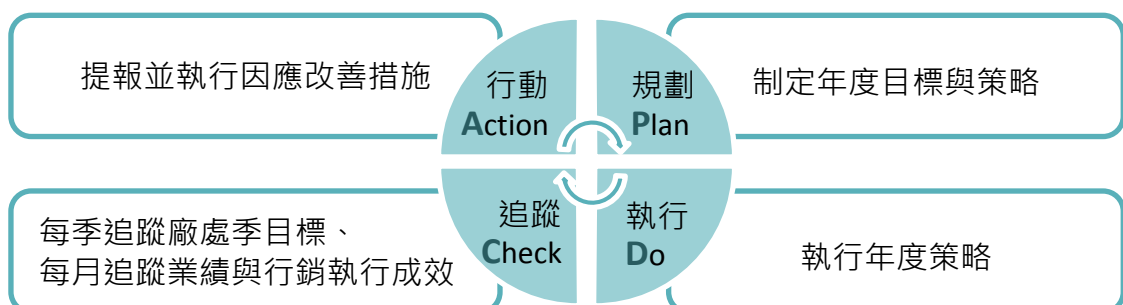 提報並執行因應改善措施
行動
Action
規劃
Plan
制定年度目標與策略
每季追蹤廠處季目標、
每月追蹤業績與行銷執行成效
追蹤
Check
執行
Do
執行年度策略